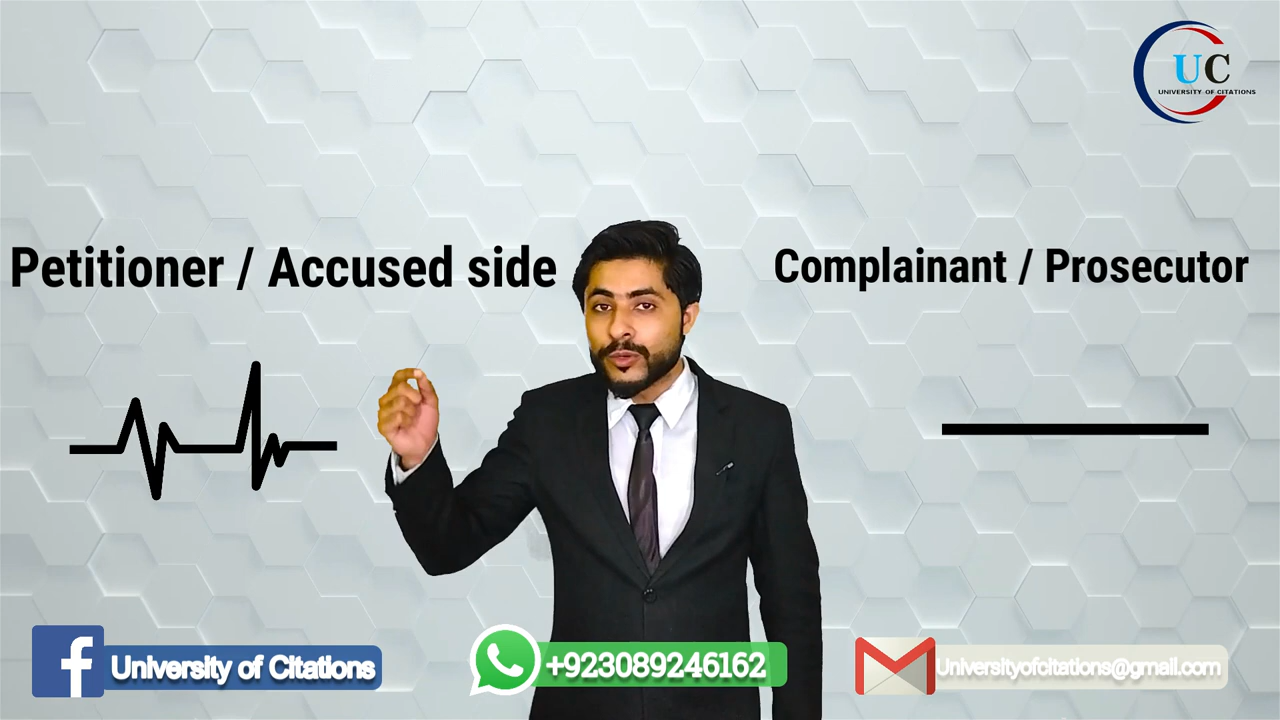 UC
UNIVERSITY OF CITATIONS
Petitioner / Accused side
Complainant / Prosecutor
f University of Citations
+923089246162
Universityofcitations@gmail.com